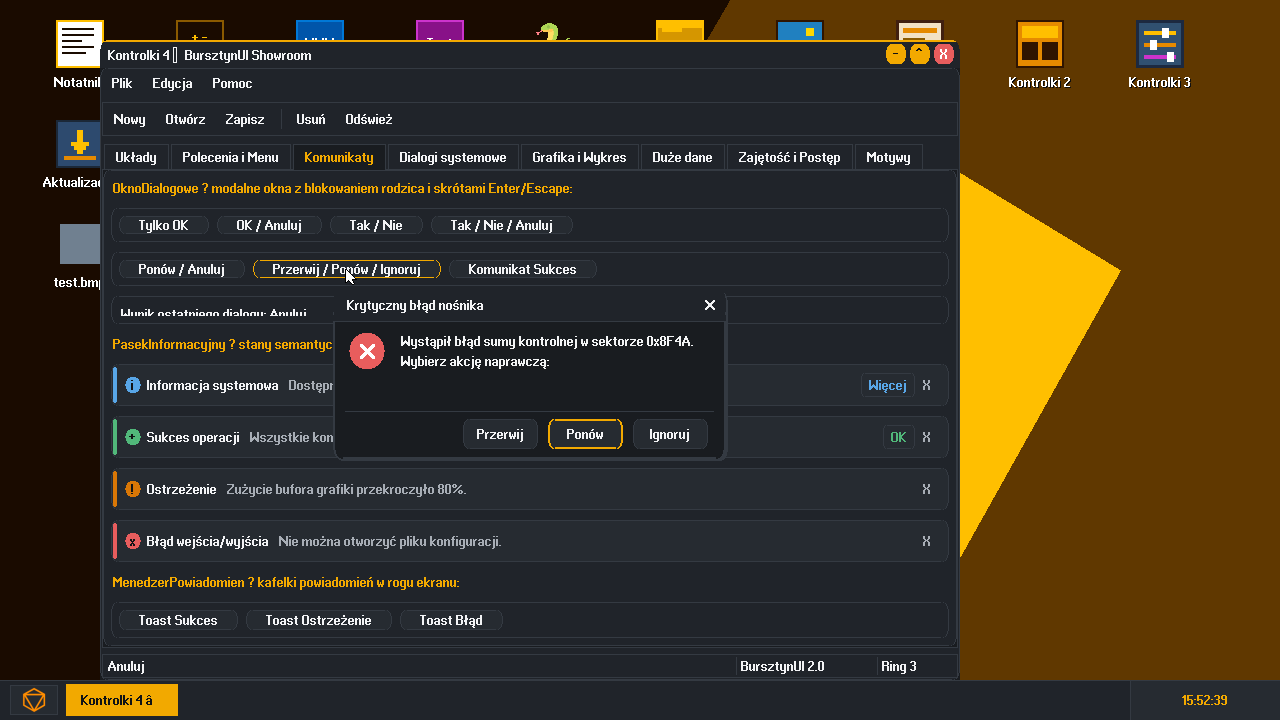 Kontrolki 4▯ BursztynUI Showroom
Kontrolki 2
Kontrolki 3
Plik Edycja Pomoc
Nowy Otwórz Zapisz Usuń Odśwież
Układy Polecenia i Menu Komunikaty Dialogi systemowe Grafika i Wykres Duże dane Zajętość i Postęp Motywy
OknoDialogowe ? modalne okna z blokowaniem rodzica i skrótami Enter/Escape:
Tylko OK OK / Anuluj Tak / Nie Tak / Nie / Anuluj
Ponów / Anuluj Przerwij / Ponów / Ignoruj Komunikat Sukces
test.bmp
Wynik ostatniego dialogu: Anuluj
Krytyczny błąd nośnika
Wystąpił błąd sumy kontrolnej w sektorze 0x8F4A.
Wybierz akcję naprawczą:
Przerwij Ponów Ignoruj
PasekInformacyjny ? stany
Informacja systemowa Więcej X
Sukces operacji Wszystkie OK X
Ostrzeżenie Zużycie bufora grafiki przekroczyło 80%. X
Błąd wejścia/wyjścia Nie można otworzyć pliku konfiguracji. X
MenedzerPowiadomien ? kafelki powiadomień w rogu ekranu:
Toast Sukces Toast Ostrzeżenie Toast Błąd
Anuluj BursztynUI 2.0 Ring 3
Kontrolki 4 â 15:52:39